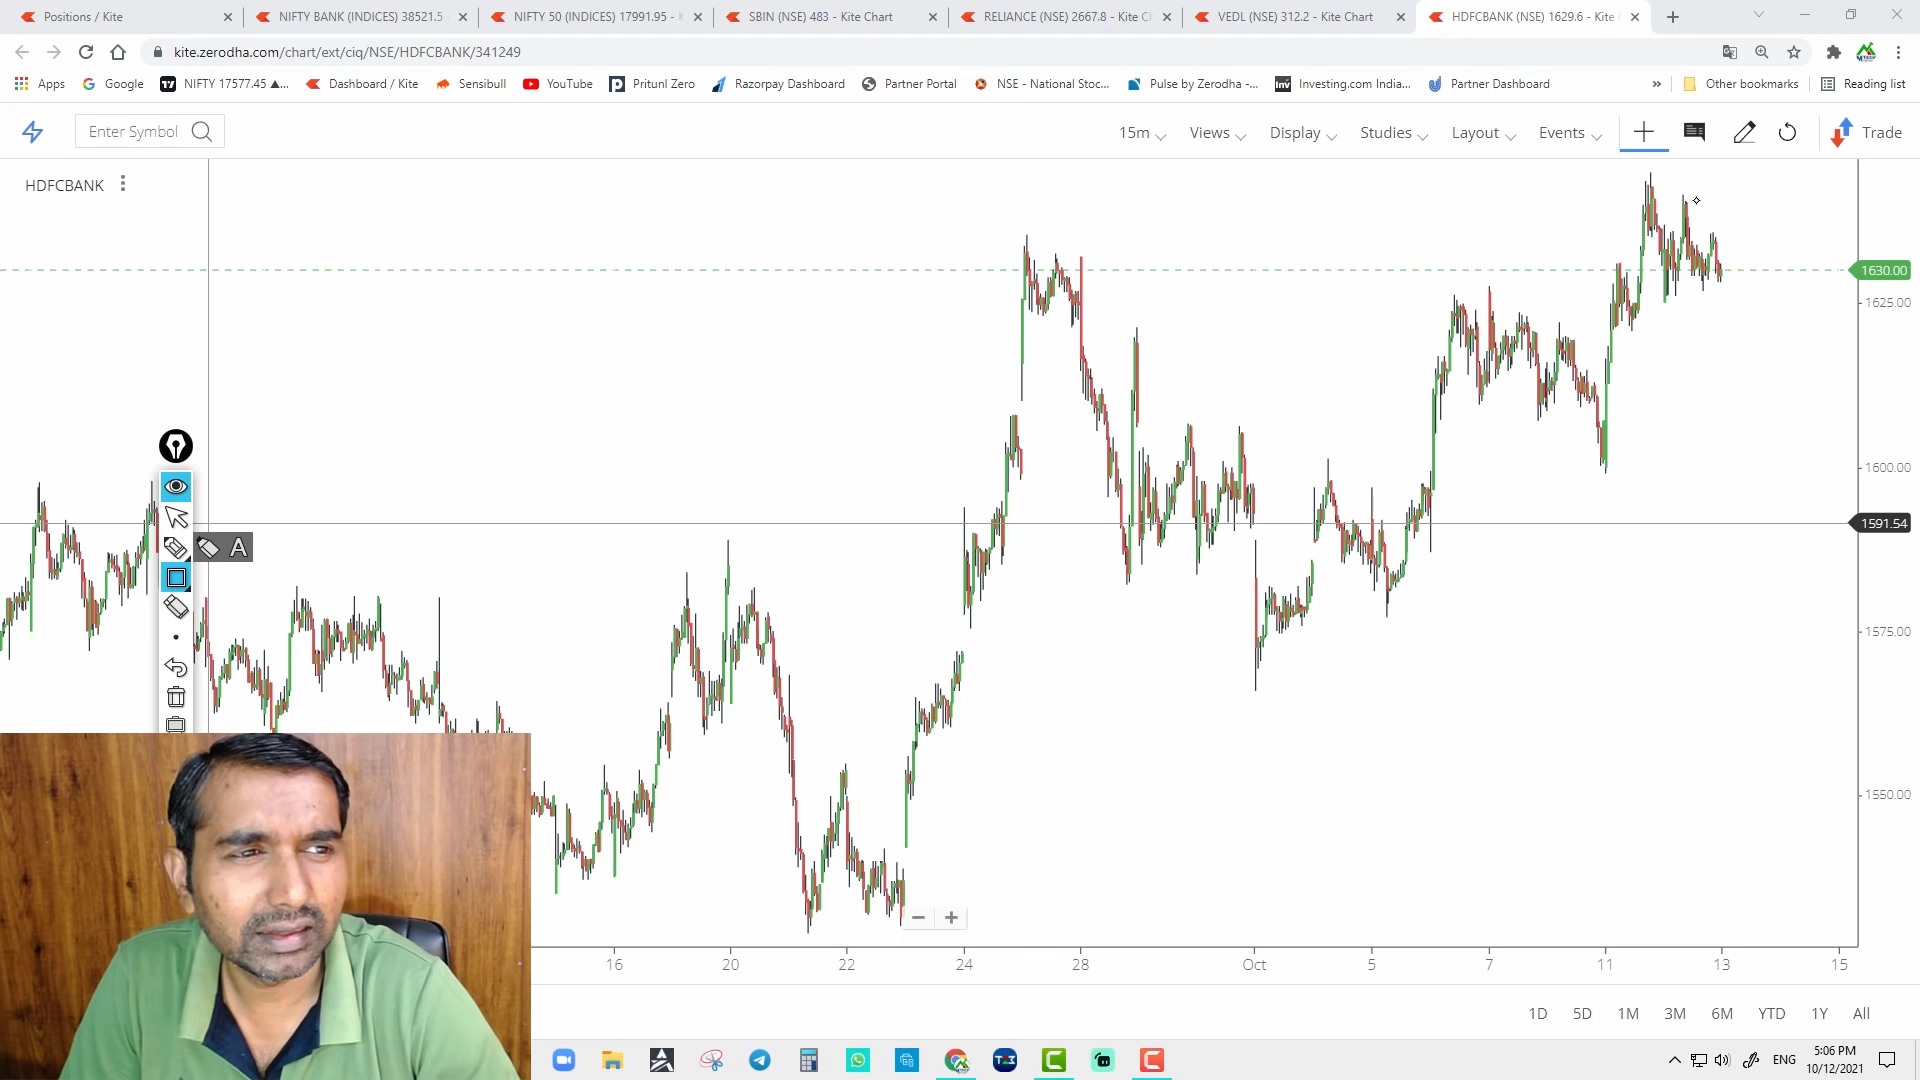 Positions / Kite
NIFTY BANK (INDICES) 38521.5
NIFTY 50 (INDICES) 17991.95 -
SBIN (NSE) 483 - Kite Chart
RELIANCE (NSE) 2667.8 - Kite C
VEDL (NSE) 312.2 - Kite Chart
HDFCBANK (NSE) 1629.6 - Kite
kite.zerodha.com/chart/ext/ciq/NSE/HDFCBANK/341249
Apps
Google
NIFTY 17577.45 ▲...
Dashboard / Kite
Sensibull
YouTube
Pritunl Zero
Razorpay Dashboard
Partner Portal
NSE - National Stoc...
Pulse by Zerodha -...
Investing.com India...
Partner Dashboard
»
Other bookmarks
Reading list
Enter Symbol
15m
Views
Display
Studies
Layout
Events
Trade
HDFCBANK
1630.00
1625.00
1600.00
1591.54
A
1575.00
1550.00
16
20
22
24
28
Oct
5
7
11
13
15
1D
5D
1M
3M
6M
YTD
1Y
All
ENG
5:06 PM
10/12/2021